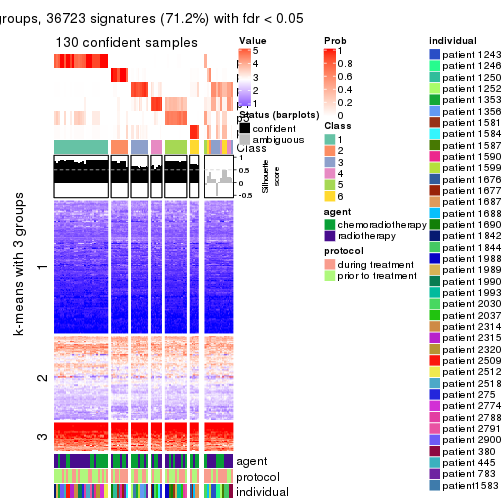 groups, 36723 signatures (71.2%) with fdr < 0.05
130 confident samples
k-means with 3 groups
1
2
3
Class
1
0.5
0
-0.5
Silhouette
score
agent
protocol
individual
Value
5
4
3
2
1
Status (barplots)
confident
ambiguous
Prob
1
0.8
0.6
0.4
0.2
0
Class
1
2
3
4
5
6
agent
chemoradiotherapy
radiotherapy
protocol
during treatment
prior to treatment
individual
patient 1243
patient 1246
patient 1250
patient 1252
patient 1353
patient 1356
patient 1581
patient 1584
patient 1587
patient 1590
patient 1599
patient 1676
patient 1677
patient 1687
patient 1688
patient 1690
patient 1842
patient 1844
patient 1988
patient 1989
patient 1990
patient 1993
patient 2030
patient 2037
patient 2314
patient 2315
patient 2320
patient 2509
patient 2512
patient 2518
patient 275
patient 2774
patient 2788
patient 2791
patient 2900
patient 380
patient 445
patient 783
patient1583